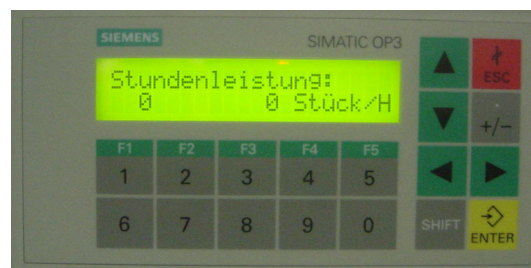 SIEMENS
SIMATIC OP3
Stundenleistung:
0 0 Stück/H
ESC
+/-
F1 F2 F3 F4 F5
1 2 3 4 5
6 7 8 9 0
SHIFT
ENTER